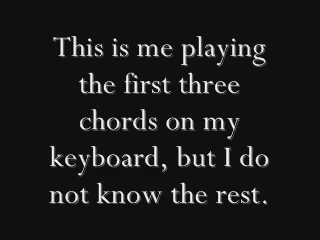 This is me playing
the first three
chords on my
keyboard, but I do
not know the rest.